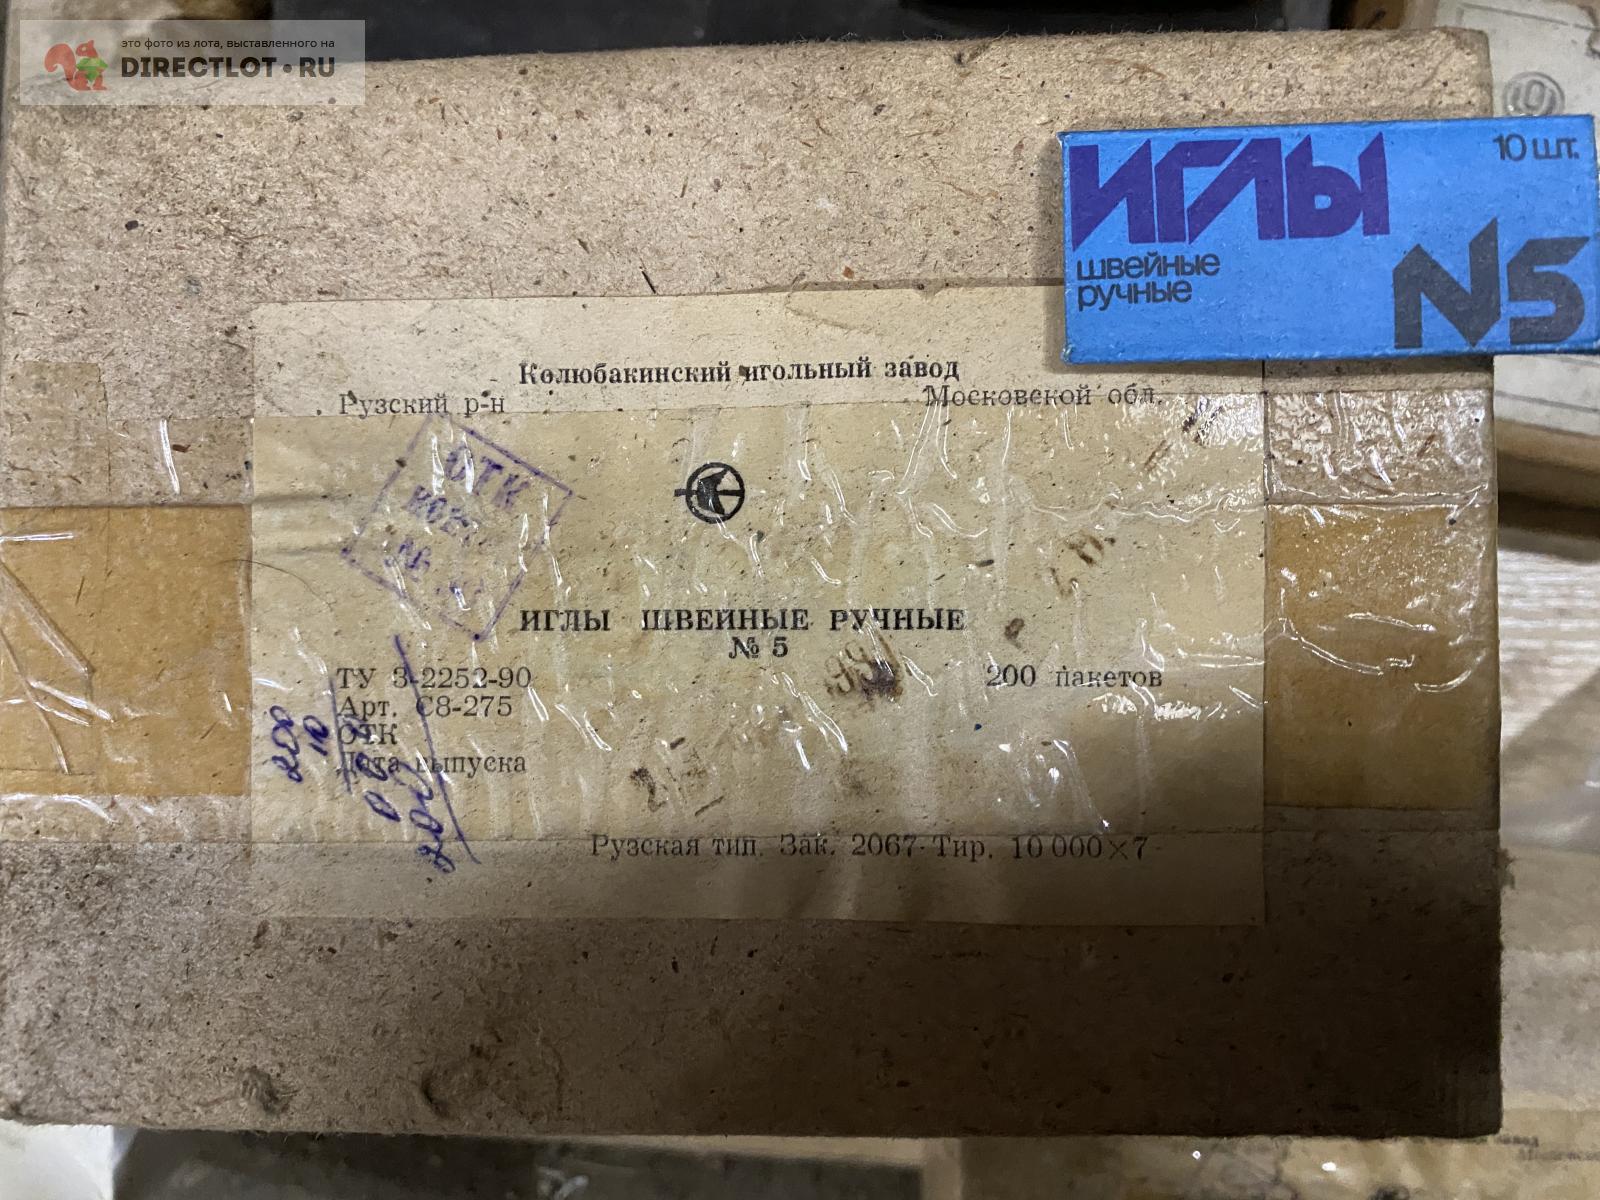 это фото из лота, выставленного на
DIRECTLOT.RU
ИГЛЫ
10 шт.
швейные
ручные
N5
Колюбакинский игольный завод
Рузский р-н Московской обл.
ОТК
ИГЛЫ ШВЕЙНЫЕ РУЧНЫЕ
№ 5
ТУ 3-2252-90 200 пакетов
Арт. С8-275
ОТК
Дата выпуска
200
10
Рузская тип. Зак. 2067-Тир. 10 000×7